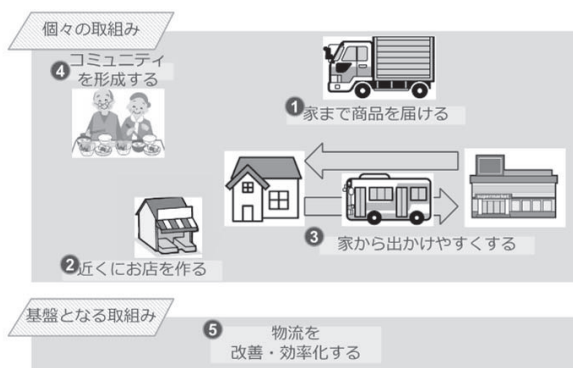 個々の取組み
❹コミュニティ
を形成する
❶家まで商品を届ける
❸ 家から出かけやすくする
❷近くにお店を作る
基盤となる取組み
❺ 物流を
改善・効率化する